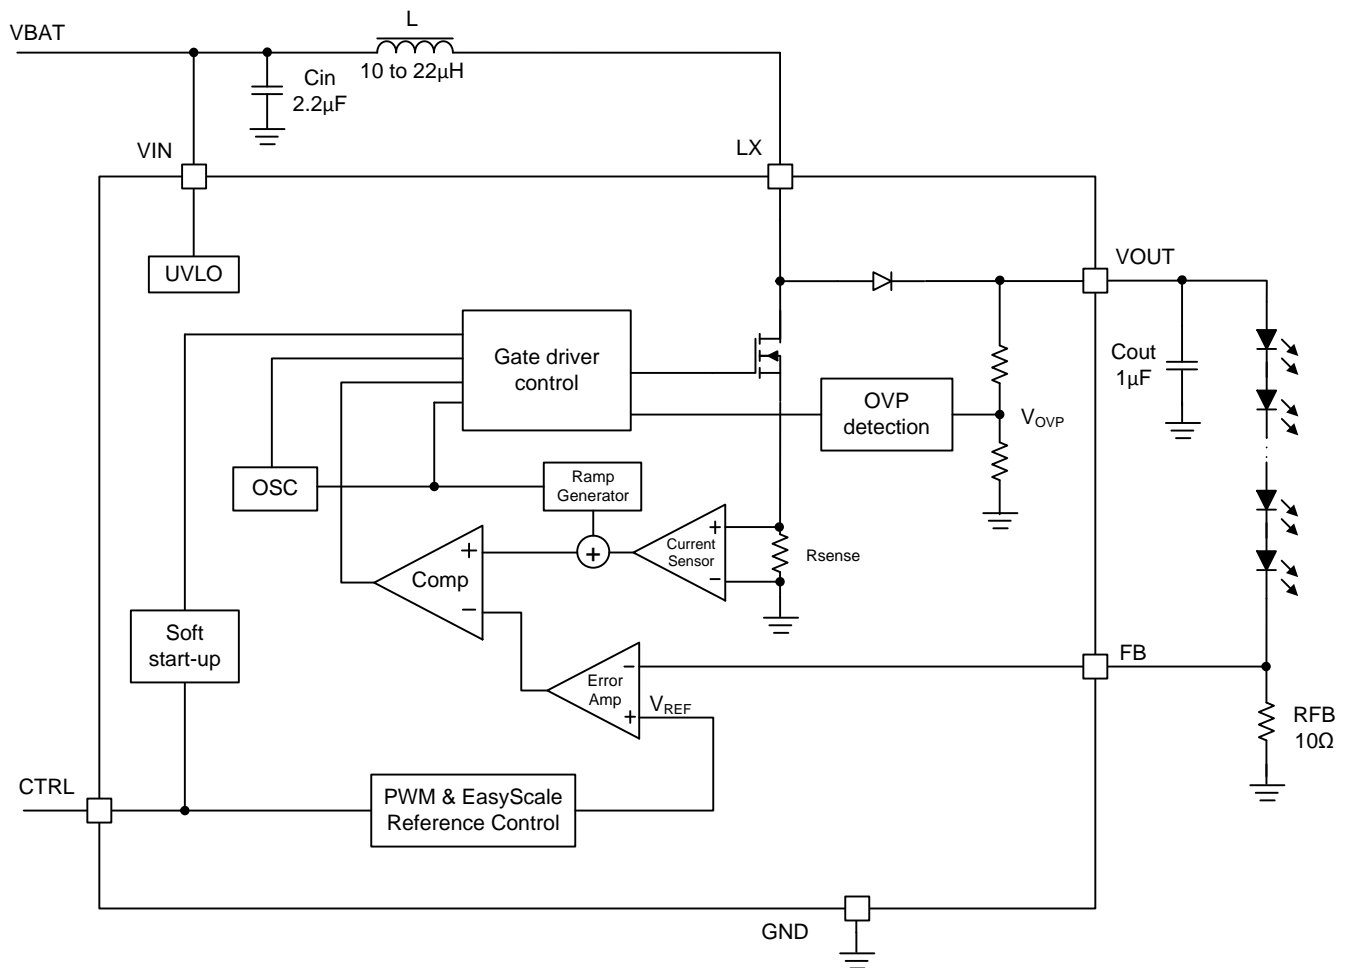 VBAT
L
10 to 22µH
Cin
2.2µF
VIN
LX
UVLO
VOUT
Gate driver
control
Cout
1µF
OVP
detection
VOVP
OSC
Ramp
Generator
+
+
Current
Sensor
−
Rsense
+
Comp
−
Soft
start-up
−
Error
Amp
+
VREF
FB
RFB
10Ω
CTRL
PWM & EasyScale
Reference Control
GND